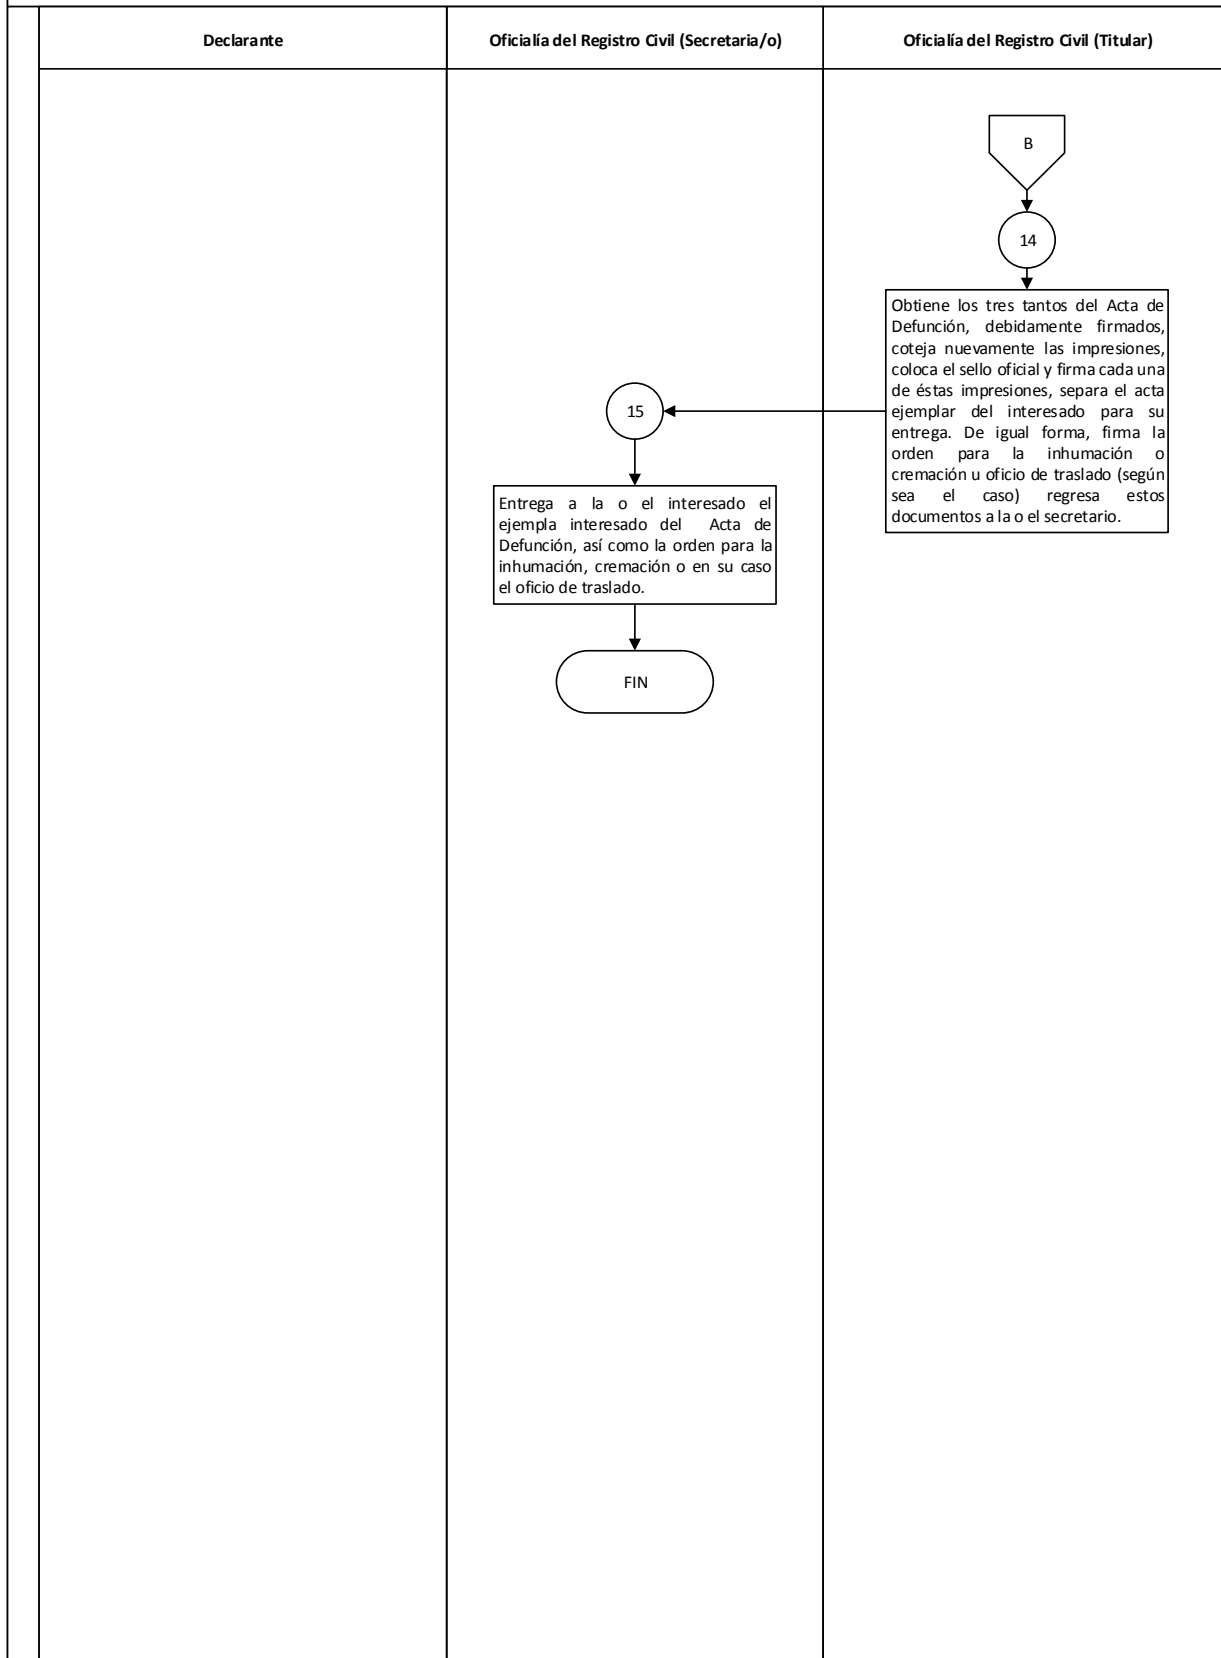 Declarante
Oficialía del Registro Civil (Secretaria/o)
Oficialía del Registro Civil (Titular)
B
14
Obtiene los tres tantos del Acta de
Defunción, debidamente firmados,
coteja nuevamente las impresiones,
coloca el sello oficial y firma cada una
de éstas impresiones, separa el acta
ejemplar del interesado para su
entrega. De igual forma, firma la
orden para la inhumación o
cremación u oficio de traslado (según
sea el caso) regresa estos
documentos a la o el secretario.
15
Entrega a la o el interesado el
ejempla interesado del Acta de
Defunción, así como la orden para la
inhumación, cremación o en su caso
el oficio de traslado.
FIN